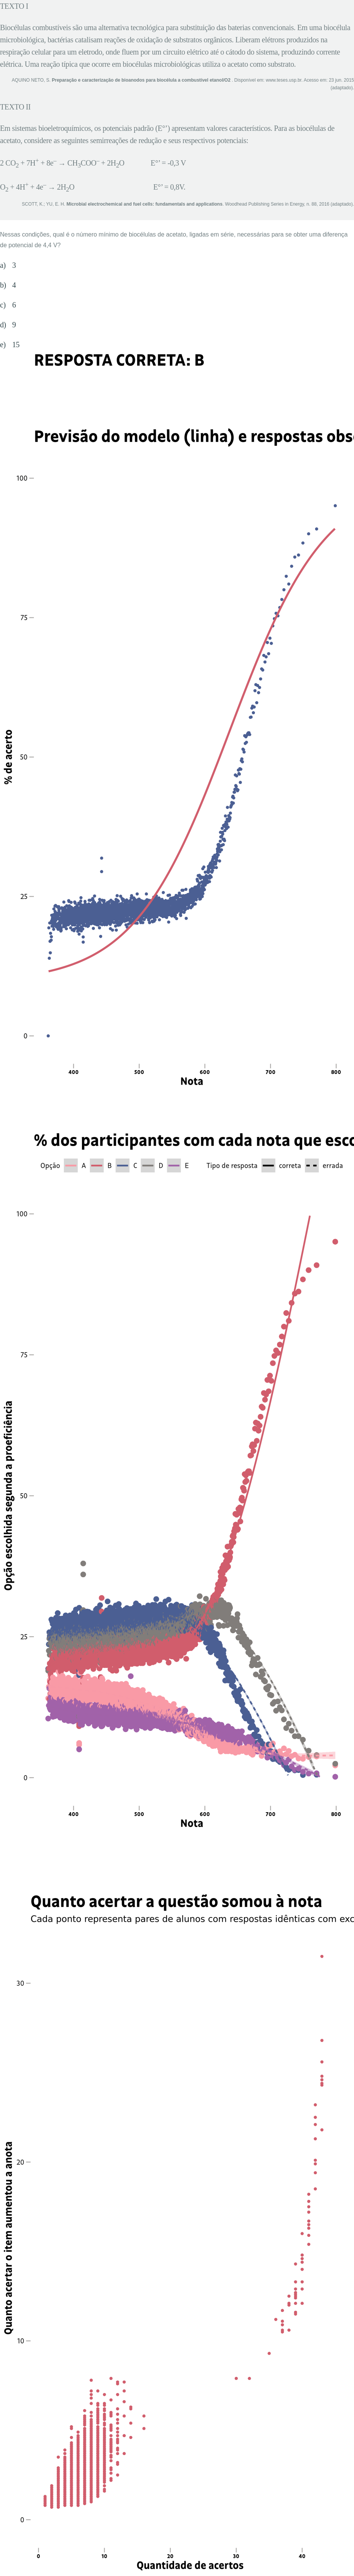 TEXTO I
Biocélulas combustíveis são uma alternativa tecnológica para substituição das baterias convencionais. Em uma biocélula
microbiológica, bactérias catalisam reações de oxidação de substratos orgânicos. Liberam elétrons produzidos na
respiração celular para um eletrodo, onde fluem por um circuito elétrico até o cátodo do sistema, produzindo corrente
elétrica. Uma reação típica que ocorre em biocélulas microbiológicas utiliza o acetato como substrato.
AQUINO NETO, S. Preparação e caracterização de bioanodos para biocélula a combustível etanol/O2. Disponível em: www.teses.usp.br. Acesso em: 23 jun. 2015
(adaptado).
TEXTO II
Em sistemas bioeletroquímicos, os potenciais padrão (E°') apresentam valores característicos. Para as biocélulas de
acetato, considere as seguintes semirreações de redução e seus respectivos potenciais:
2 CO2 + 7H+ + 8e– → CH3COO– + 2H2O E°' = -0,3 V
O2 + 4H+ + 4e– → 2H2O E°' = 0,8V.
SCOTT, K.: YU, E. H. Microbial electrochemical and fuel cells: fundamentals and applications. Woodhead Publishing Series in Energy, n. 88, 2016 (adaptado).
Nessas condições, qual é o número mínimo de biocélulas de acetato, ligadas em série, necessárias para se obter uma diferença
de potencial de 4,4 V?
a) 3
b) 4
c) 6
d) 9
e) 15
RESPOSTA CORRETA: B
Previsão do modelo (linha) e respostas obs
100
75
50
25
0
% de acerto
400 500 600 700 800
Nota
% dos participantes com cada nota que esco
Opção A B C D E Tipo de resposta correta errada
100
75
50
25
0
Opção escolhida segunda a proeficiência
400 500 600 700 800
Nota
Quanto acertar a questão somou à nota
Cada ponto representa pares de alunos com respostas idênticas com exc
30
20
10
0
Quanto acertar o item aumentou a anota
0 10 20 30 40
Quantidade de acertos